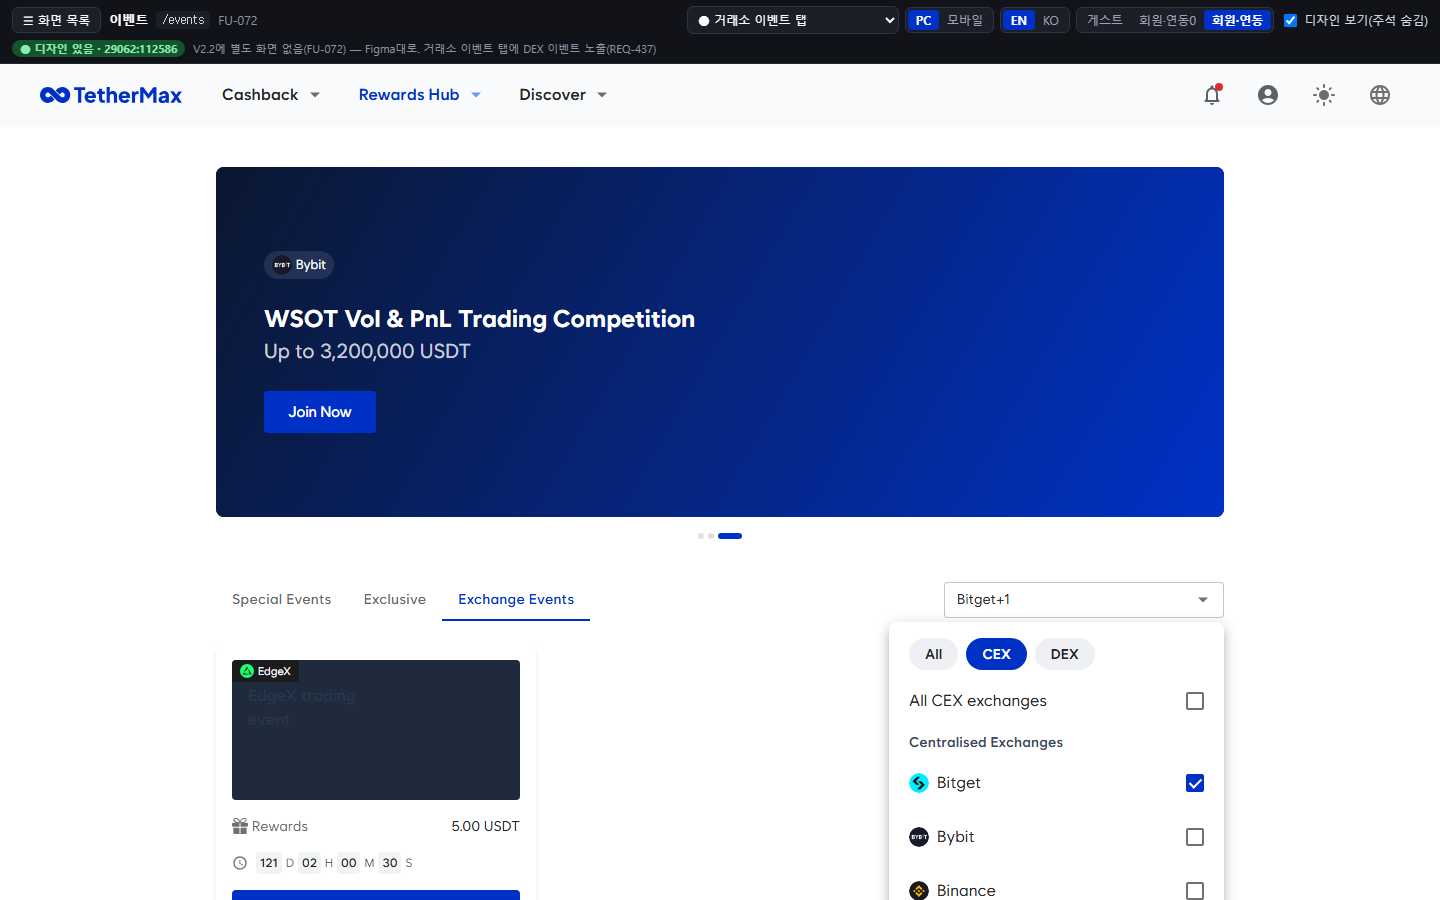 ☰ 화면 목록
이벤트
/events
FU-072
● 거래소 이벤트 탭
PC
모바일
EN
KO
게스트
회원·연동0
회원·연동
디자인 보기(주석 숨김)
● 디자인 있음 · 29062:112586
V2.2에 별도 화면 없음(FU-072) — Figma대로. 거래소 이벤트 탭에 DEX 이벤트 노출(REQ-437)
TetherMax
Cashback
Rewards Hub
Discover
BYBIT
Bybit
WSOT Vol & PnL Trading Competition
Up to 3,200,000 USDT
Join Now
Special Events
Exclusive
Exchange Events
Bitget+1
All
CEX
DEX
EdgeX
EdgeX trading
event
All CEX exchanges
Centralised Exchanges
Bitget
Rewards
5.00 USDT
BYBIT
Bybit
121 D 02 H 00 M 30 S
Binance